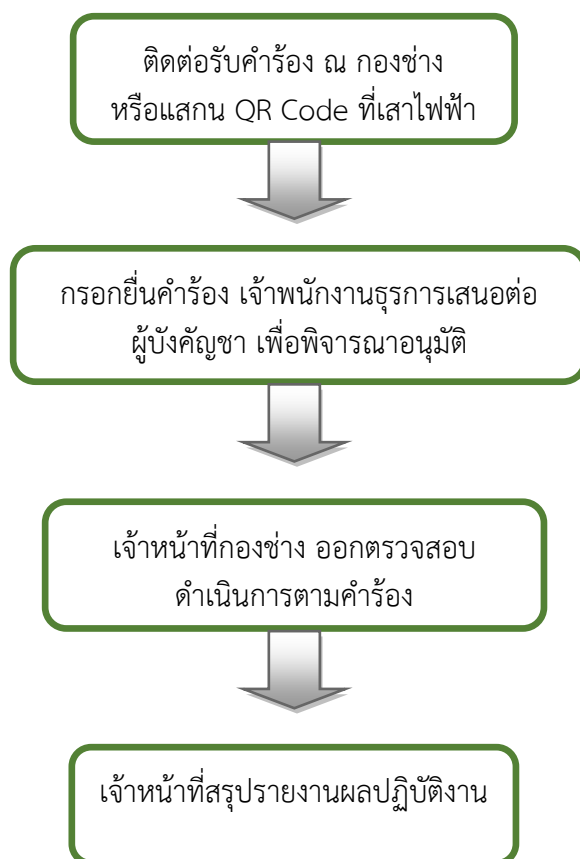 ติดต่อรับคำร้อง ณ กองช่าง
หรือแสกน QR Code ที่เสาไฟฟ้า
กรอกยื่นคำร้อง เจ้าพนักงานธุรการเสนอต่อ
ผู้บังคัญชา เพื่อพิจารณาอนุมัติ
เจ้าหน้าที่กองช่าง ออกตรวจสอบ
ดำเนินการตามคำร้อง
เจ้าหน้าที่สรุปรายงานผลปฏิบัติงาน